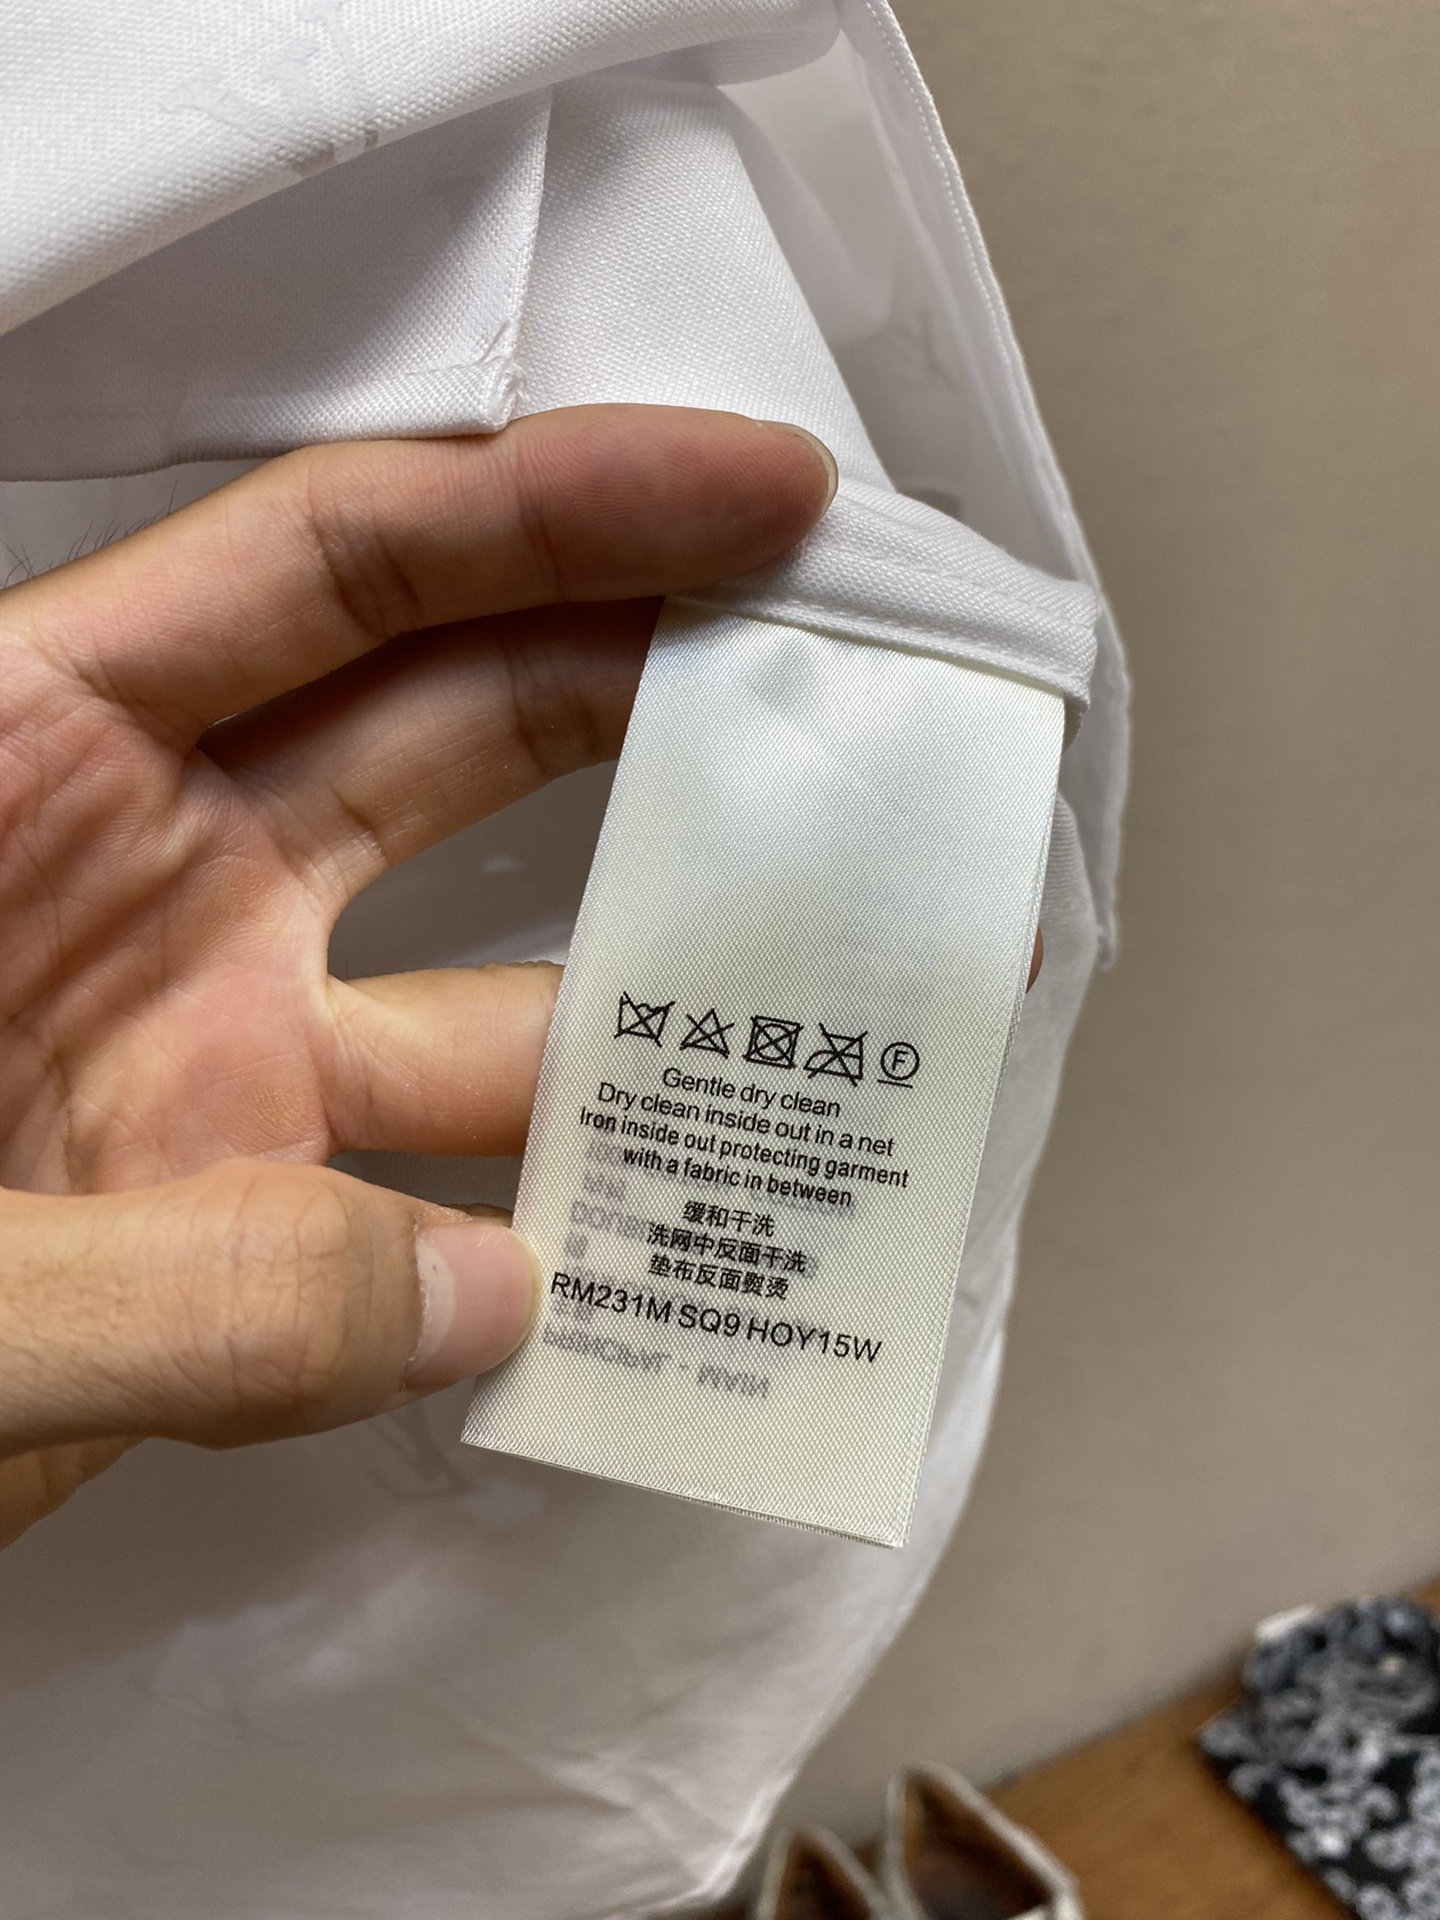 F
Gentle dry clean
Dry clean inside out in a net
Iron inside out protecting garment
with a fabric in between
缓和干洗
洗网中反面干洗
垫布反面熨烫
RM231M SQ9 HOY15W